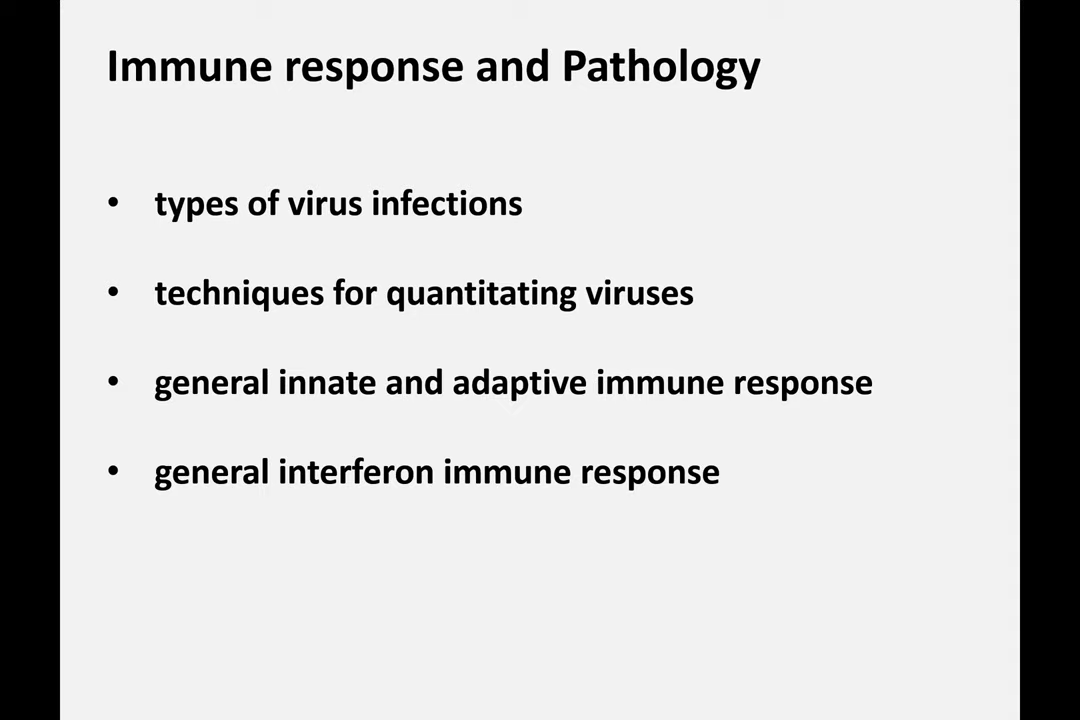 Immune response and Pathology
• types of virus infections
• techniques for quantitating viruses
• general innate and adaptive immune response
• general interferon immune response